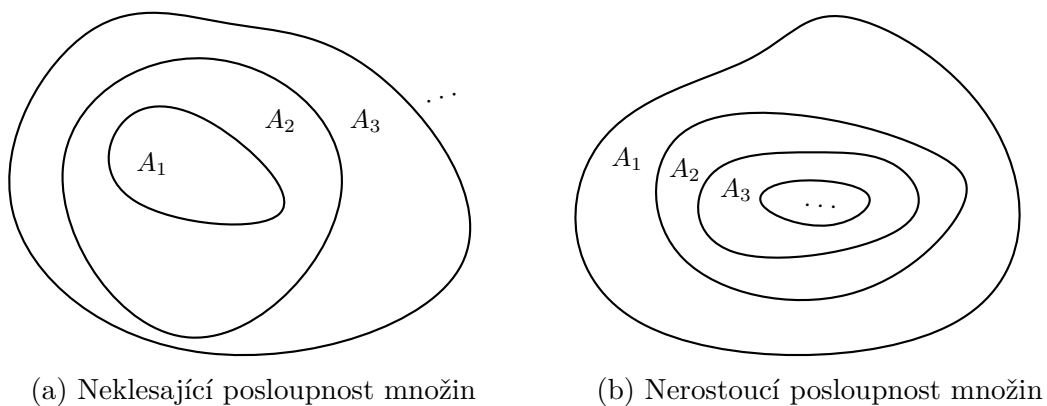 A₁
A₂
A₃
...
(a) Neklesající posloupnost množin
A₁
A₂
A₃
...
(b) Nerostoucí posloupnost množin